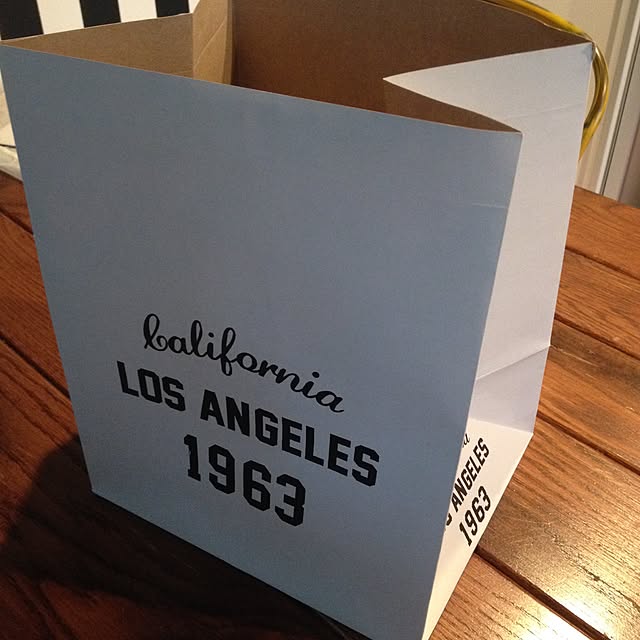 California
LOS ANGELES
1963
a
S ANGELES
1963